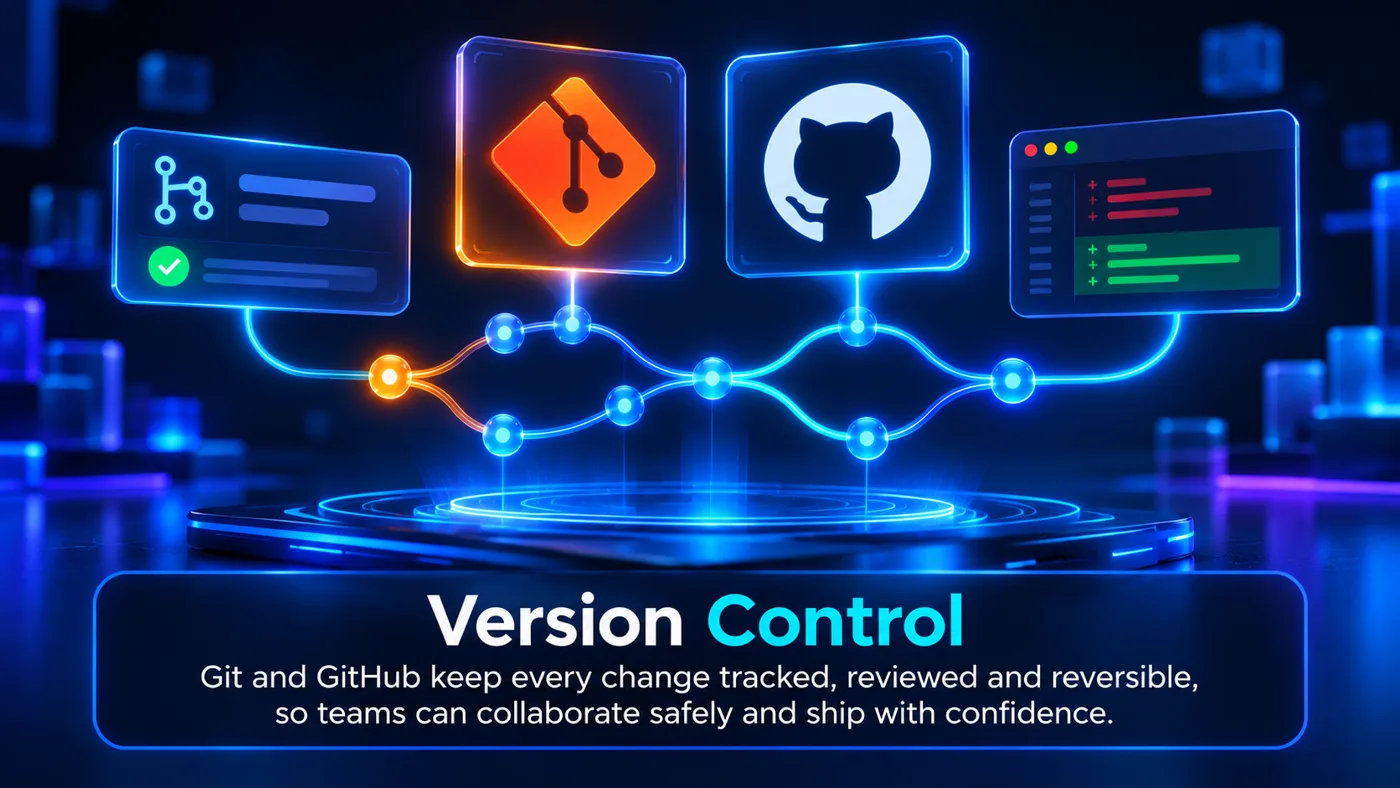 Version Control
Git and GitHub keep every change tracked, reviewed and reversible,
so teams can collaborate safely and ship with confidence.